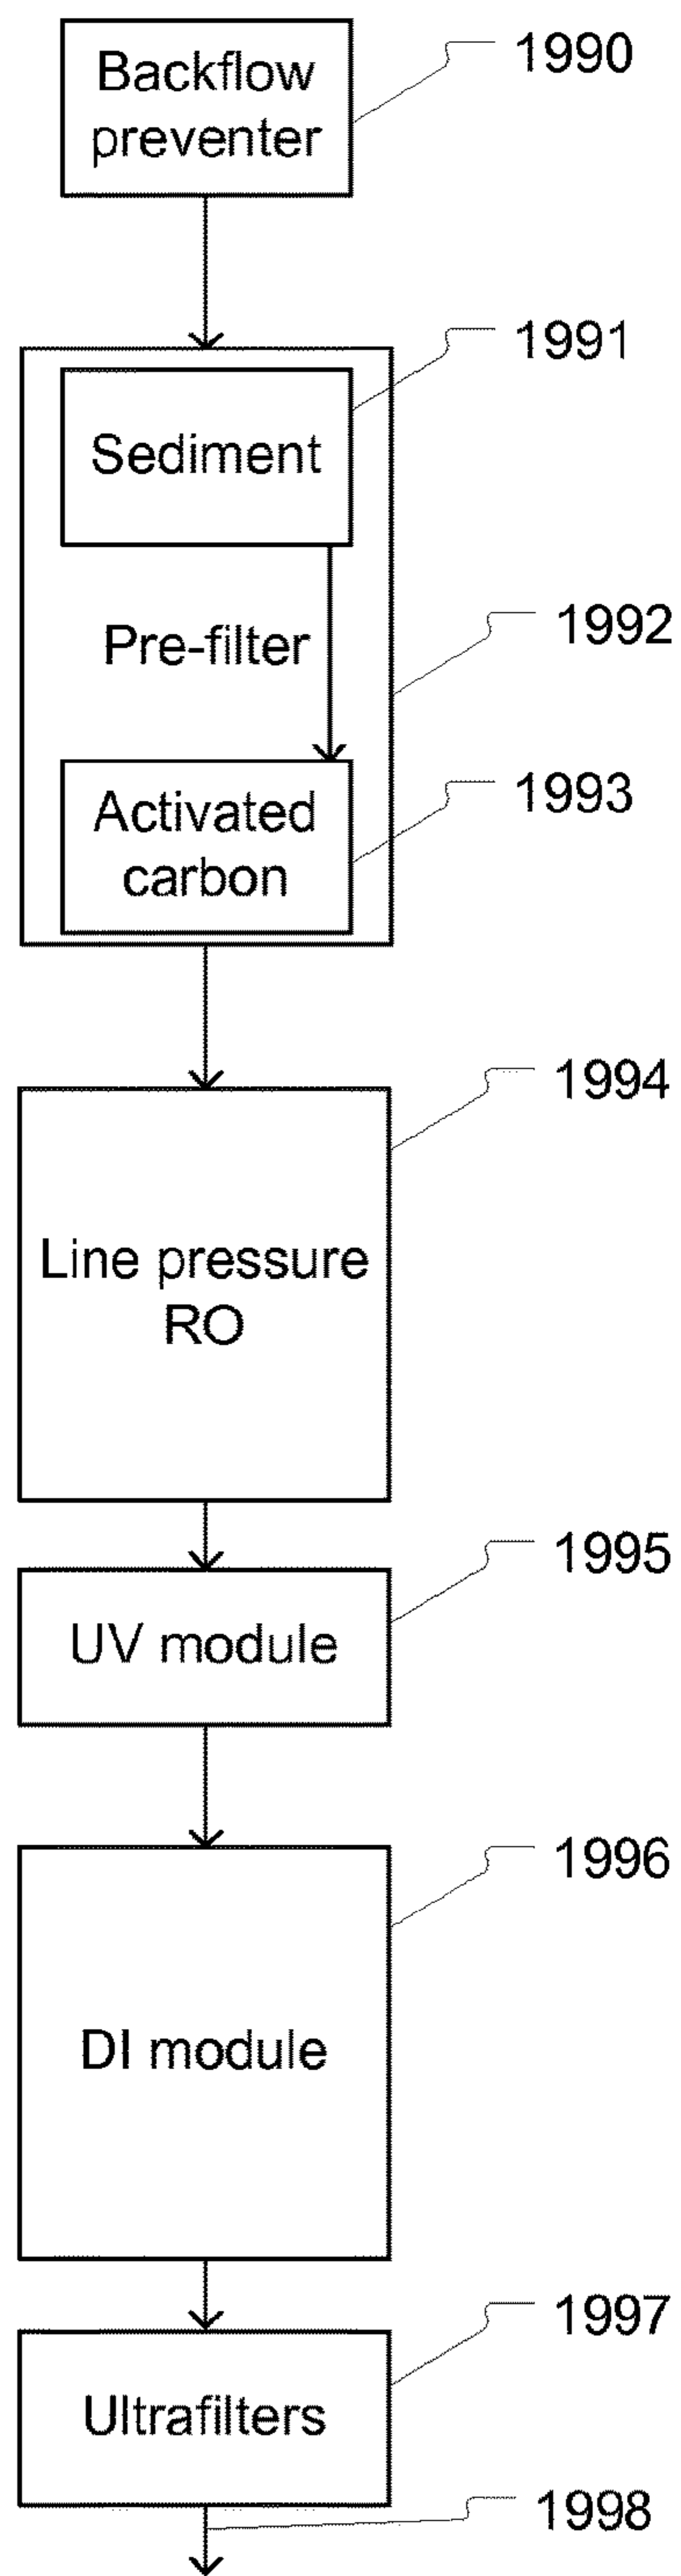 Backflow
preventer
1990
1991
Sediment
Pre-filter
1992
1993
Activated
carbon
1994
Line pressure
RO
1995
UV module
1996
DI module
1997
Ultrafilters
1998